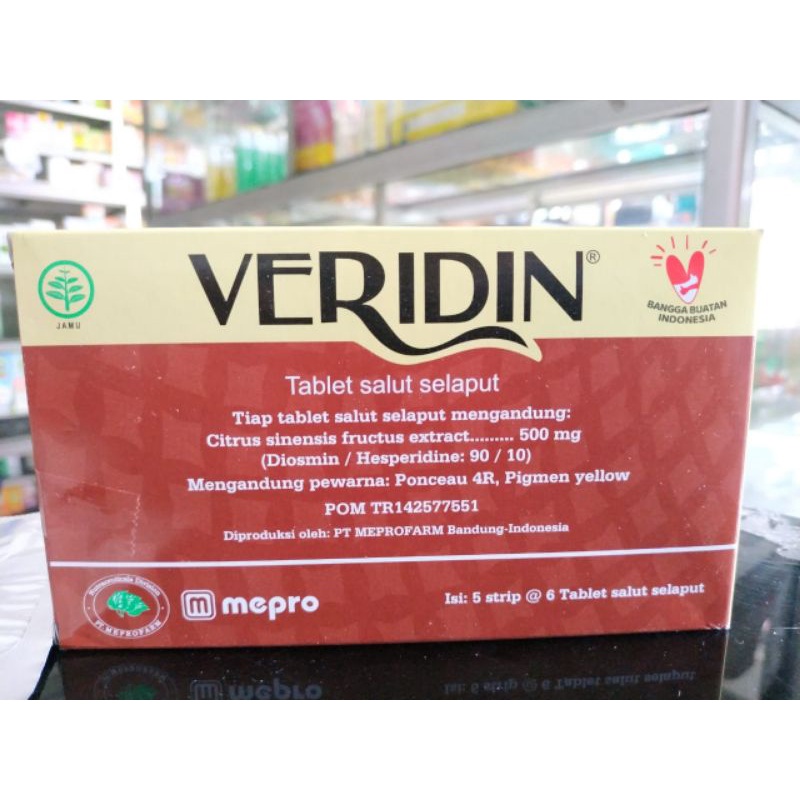 JAMU
VERIDIN®
BANGGA BUATAN
INDONESIA
Tablet salut selaput
Tiap tablet salut selaput mengandung:
Citrus sinensis fructus extract......... 500 mg
(Diosmin / Hesperidine: 90 / 10)
Mengandung pewarna: Ponceau 4R, Pigmen yellow
POM TR142577551
Diproduksi oleh: PT MEPROFARM Bandung-Indonesia
PT MEPROFARM
m mepro
Isi: 5 strip @ 6 Tablet salut selaput